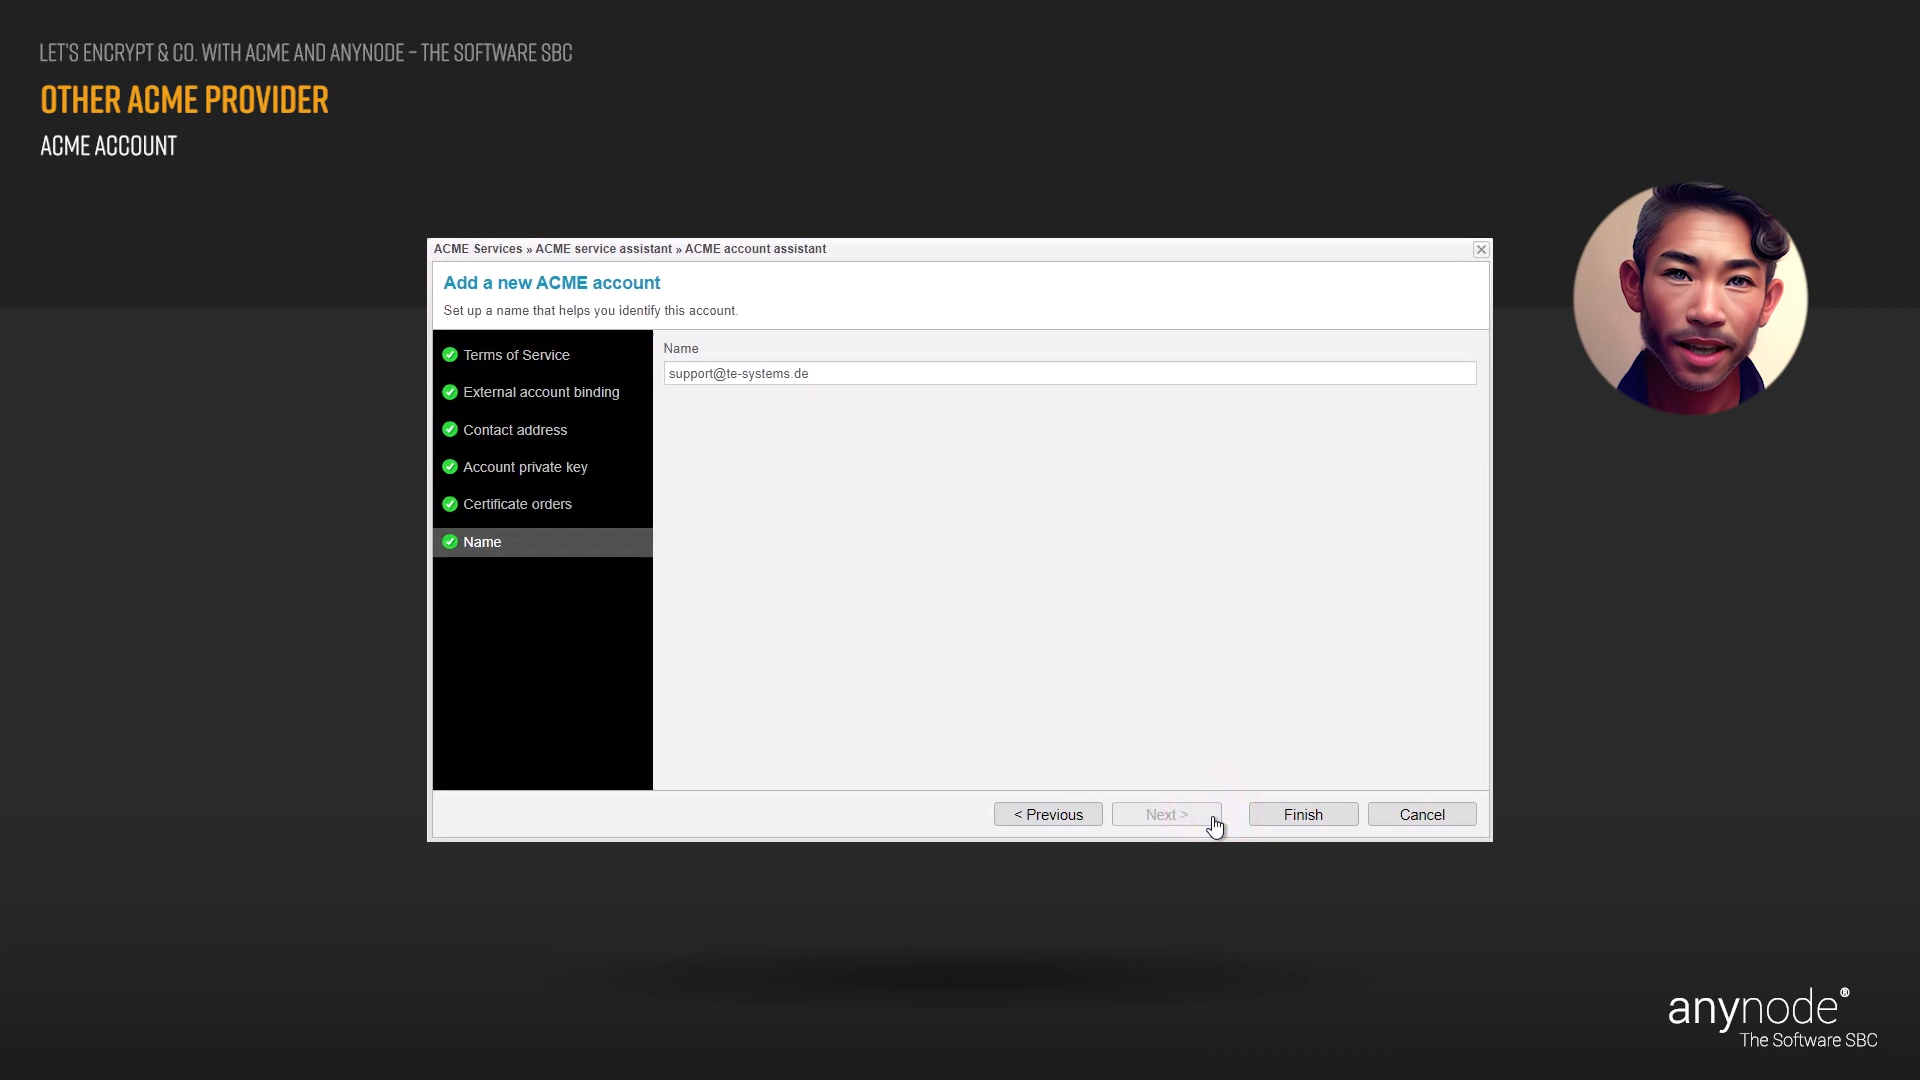 LET'S ENCRYPT & CO. WITH ACME AND ANYNODE – THE SOFTWARE SBC
OTHER ACME PROVIDER
ACME ACCOUNT
ACME Services » ACME service assistant » ACME account assistant
Add a new ACME account
Set up a name that helps you identify this account.
Terms of Service
External account binding
Contact address
Account private key
Certificate orders
Name
Name
support@te-systems.de
< Previous
Next >
Finish
Cancel
anynode®
The Software SBC